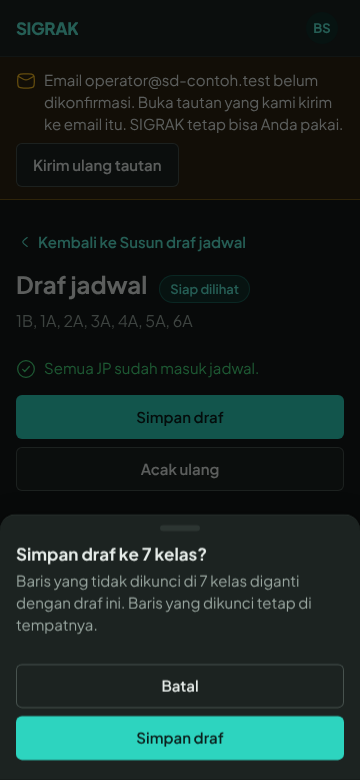 SIGRAK
BS
Email operator@sd-contoh.test belum
dikonfirmasi. Buka tautan yang kami kirim
ke email itu. SIGRAK tetap bisa Anda pakai.
Kirim ulang tautan
Kembali ke Susun draf jadwal
Draf jadwal
Siap dilihat
1B, 1A, 2A, 3A, 4A, 5A, 6A
Semua JP sudah masuk jadwal.
Simpan draf
Acak ulang
Simpan draf ke 7 kelas?
Baris yang tidak dikunci di 7 kelas diganti
dengan draf ini. Baris yang dikunci tetap di
tempatnya.
Batal
Simpan draf